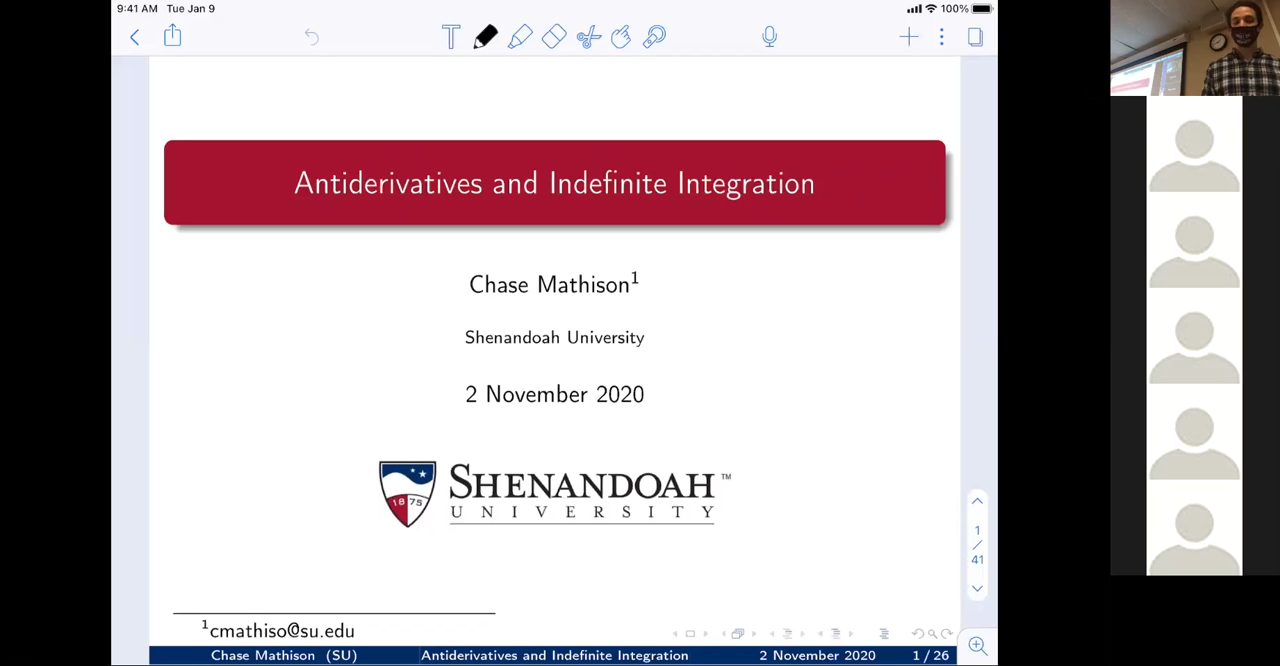 9:41 AM Tue Jan 9
100%
Antiderivatives and Indefinite Integration
Chase Mathison¹
Shenandoah University
2 November 2020
1875
SHENANDOAH™
UNIVERSITY
1
/
41
¹cmathiso@su.edu
Chase Mathison (SU) Antiderivatives and Indefinite Integration 2 November 2020 1 / 26